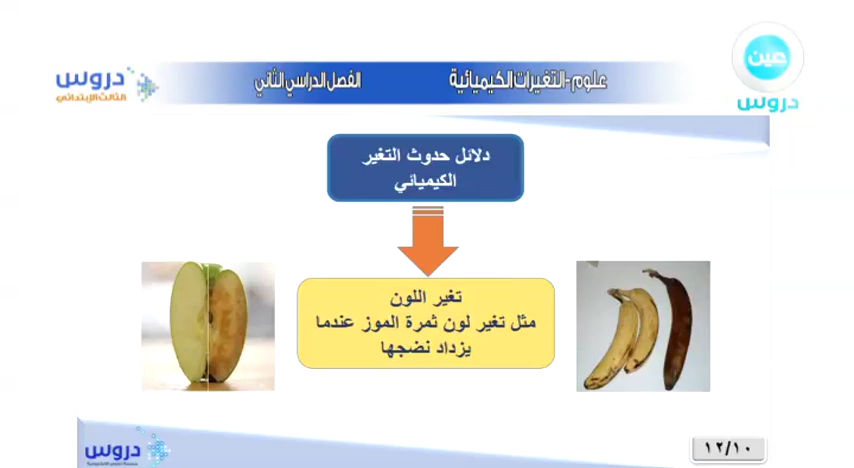 عين
دروس
علوم-التغيرات الكيميائية
الفصل الدراسي الثاني
دروس
الثالث الإبتدائي
دلائل حدوث التغير
الكيميائي
تغير اللون
مثل تغير لون ثمرة الموز عندما
يزداد نضجها
دروس
١٢/١٠